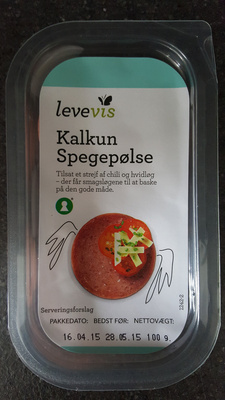 levevis
Kalkun
Spegepølse
Tilsat et strejf af chili og hvidløg
- der får smagsløgene til at baske
på den gode måde.
Serveringsforslag
PAKKEDATO: BEDST FØR: NETTOVÆGT:
16.04.15 28.05.15 100 g.